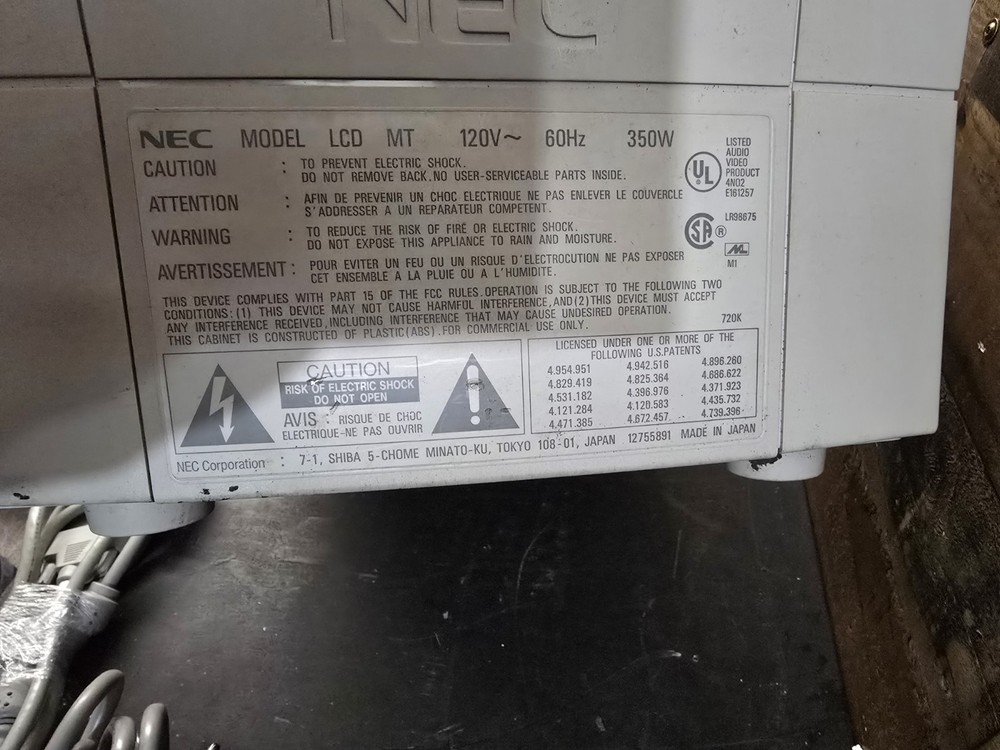 NEC
NEC MODEL LCD MT 120V~ 60Hz 350W
CAUTION : TO PREVENT ELECTRIC SHOCK.
DO NOT REMOVE BACK.NO USER-SERVICEABLE PARTS INSIDE.
ATTENTION : AFIN DE PREVENIR UN CHOC ELECTRIQUE NE PAS ENLEVER LE COUVERCLE
S'ADDRESSER A UN REPARATEUR COMPETENT.
WARNING : TO REDUCE THE RISK OF FIRE OR ELECTRIC SHOCK.
DO NOT EXPOSE THIS APPLIANCE TO RAIN AND MOISTURE.
AVERTISSEMENT : POUR EVITER UN FEU OU UN RISQUE D'ELECTROCUTION NE PAS EXPOSER
CET ENSEMBLE A LA PLUIE OU A L'HUMIDITE.
UL
LISTED
AUDIO
VIDEO
PRODUCT
4N02
E161257
LR98675
SA ®
M1
THIS DEVICE COMPLIES WITH PART 15 OF THE FCC RULES.OPERATION IS SUBJECT TO THE FOLLOWING TWO
CONDITIONS:(1) THIS DEVICE MAY NOT CAUSE HARMFUL INTERFERENCE,AND(2)THIS DEVICE MUST ACCEPT
ANY INTERFERENCE RECEIVED,INCLUDING INTERFERENCE THAT MAY CAUSE UNDESIRED OPERATION.
THIS CABINET IS CONSTRUCTED OF PLASTIC(ABS).FOR COMMERCIAL USE ONLY.
720K
CAUTION
RISK OF ELECTRIC SHOCK
DO NOT OPEN
AVIS : RISQUE DE CHOC
ELECTRIQUE-NE PAS OUVRIR
LICENSED UNDER ONE OR MORE OF THE
FOLLOWING U.S.PATENTS
4.954.951 4.942.516 4.896.260
4.829.419 4.825.364 4.886.622
4.531.182 4.396.976 4.371.923
4.121.284 4.120.583 4.435.732
4.471.385 4.672.457 4.739.396
NEC Corporation : 7-1, SHIBA 5-CHOME MINATO-KU, TOKYO 108-01, JAPAN 12755891 MADE IN JAPAN